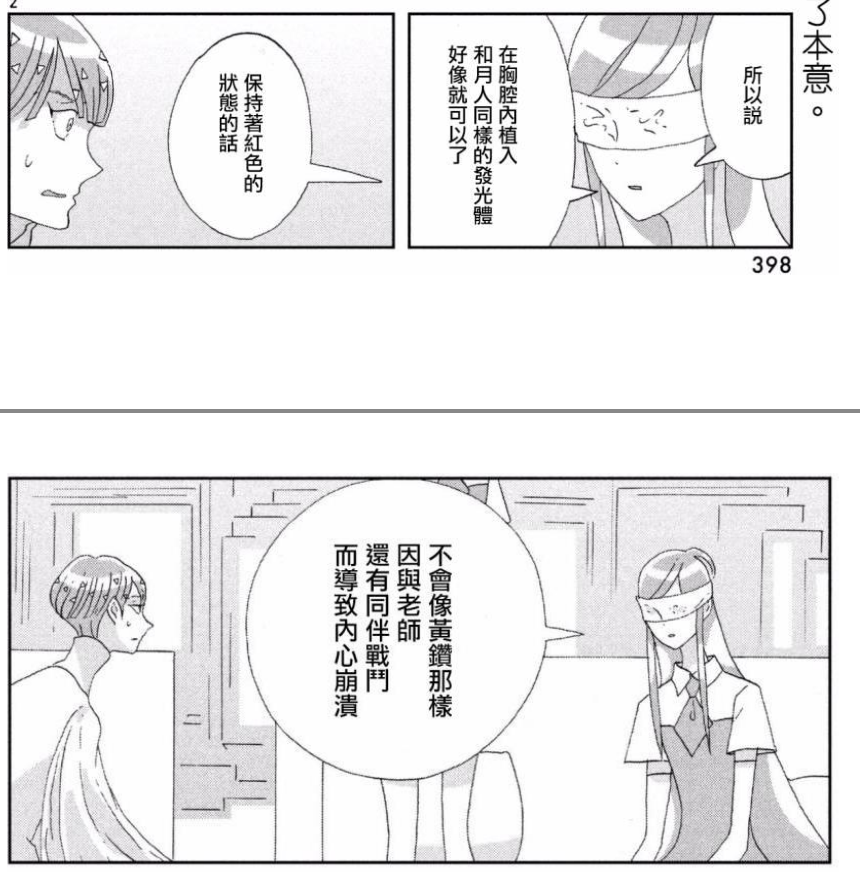 了本意。
所以説
在胸腔內植入
和月人同樣的發光體
好像就可以了
保持著紅色的
狀態的話
398
2
不會像黃鑽那樣
因與老師
還有同伴戰鬥
而導致內心崩潰